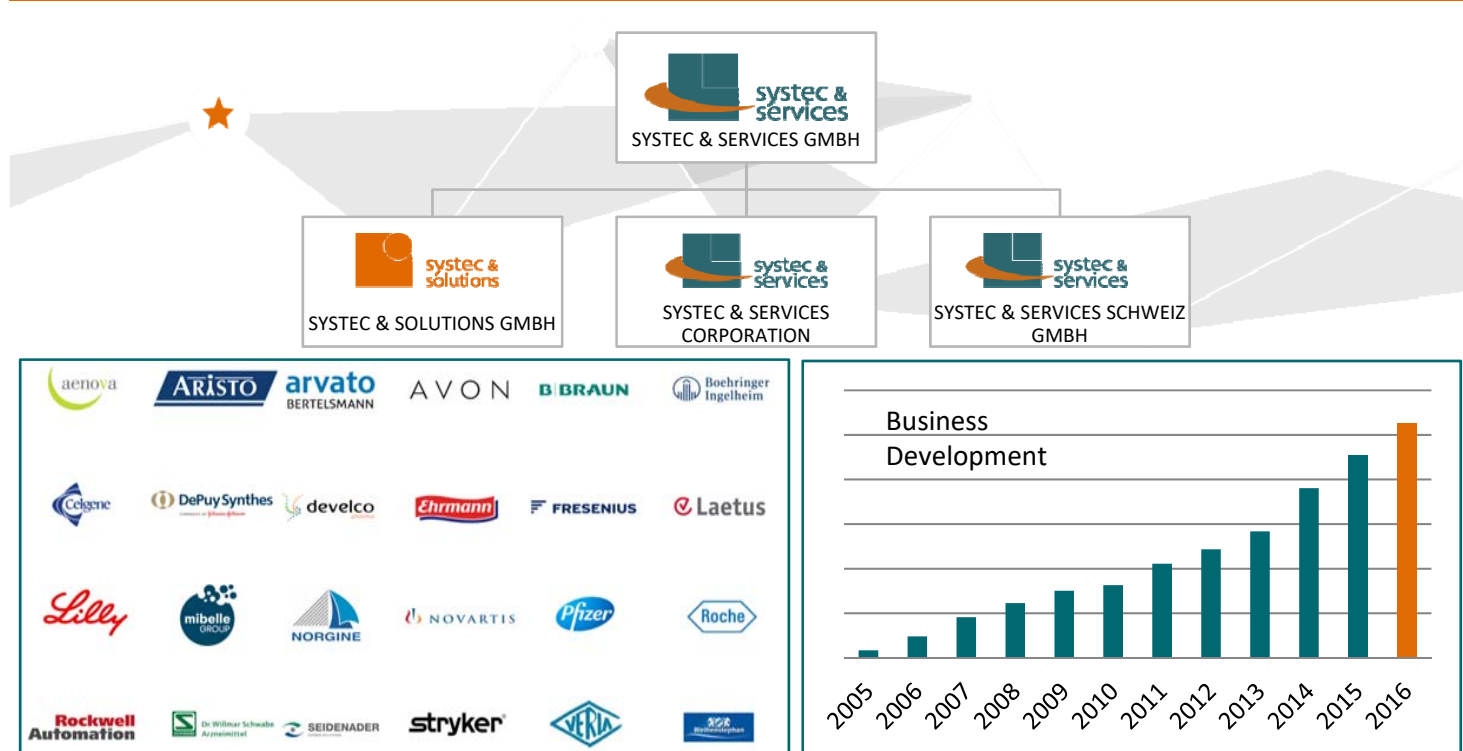 systec &
services
SYSTEC & SERVICES GMBH
systec &
solutions
SYSTEC & SOLUTIONS GMBH
systec &
services
SYSTEC & SERVICES
CORPORATION
systec &
services
SYSTEC & SERVICES SCHWEIZ
GMBH
aenova
ARISTO
arvato
BERTELSMANN
AVON
B|BRAUN
Boehringer
Ingelheim
Celgene
DePuy Synthes
develco
Ehrmann
FRESENIUS
Laetus
Lilly
mibelle
GROUP
NORGINE
NOVARTIS
Pfizer
Roche
Rockwell
Automation
Dr. Willmar Schwabe
Arzneimittel
SEIDENADER
stryker
VERLA
Weihenstephan
Business
Development
2005
2006
2007
2008
2009
2010
2011
2012
2013
2014
2015
2016